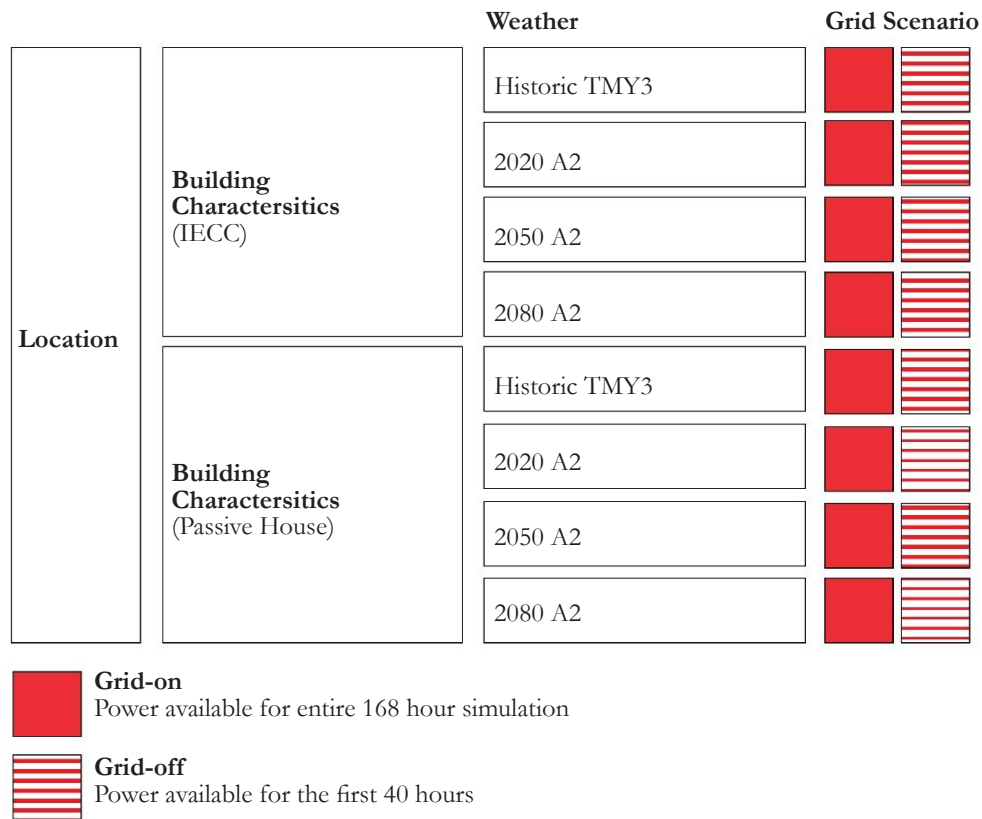 Weather
Grid Scenario
Location
Building
Charactersitics
(IECC)
Historic TMY3
2020 A2
2050 A2
2080 A2
Building
Charactersitics
(Passive House)
Historic TMY3
2020 A2
2050 A2
2080 A2
Grid-on
Power available for entire 168 hour simulation
Grid-off
Power available for the first 40 hours